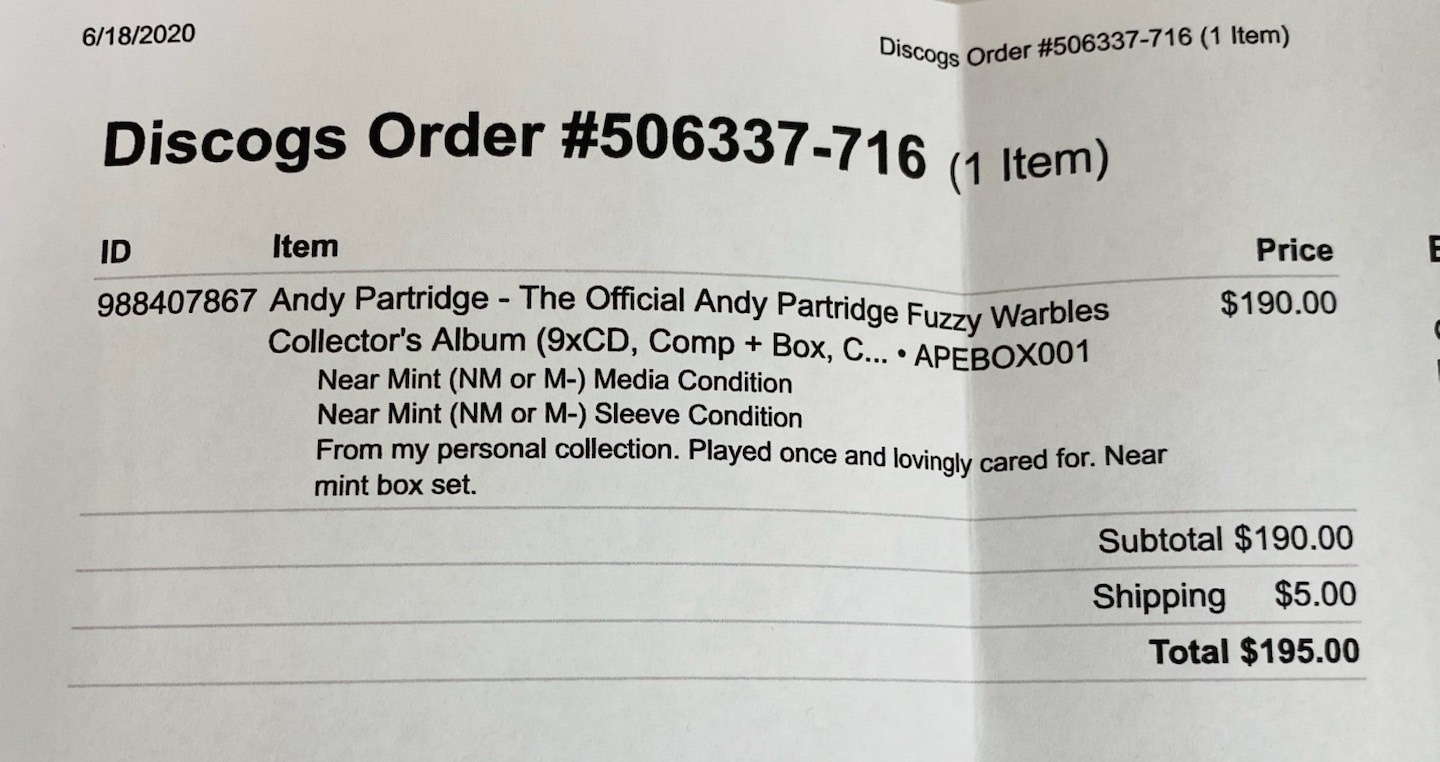 6/18/2020 Discogs Order #506337-716 (1 Item)
Discogs Order #506337-716 (1 Item)
ID Item Price
988407867 Andy Partridge - The Official Andy Partridge Fuzzy Warbles $190.00
Collector's Album (9xCD, Comp + Box, C... • APEBOX001
Near Mint (NM or M-) Media Condition
Near Mint (NM or M-) Sleeve Condition
From my personal collection. Played once and lovingly cared for. Near
mint box set.
Subtotal $190.00
Shipping $5.00
Total $195.00